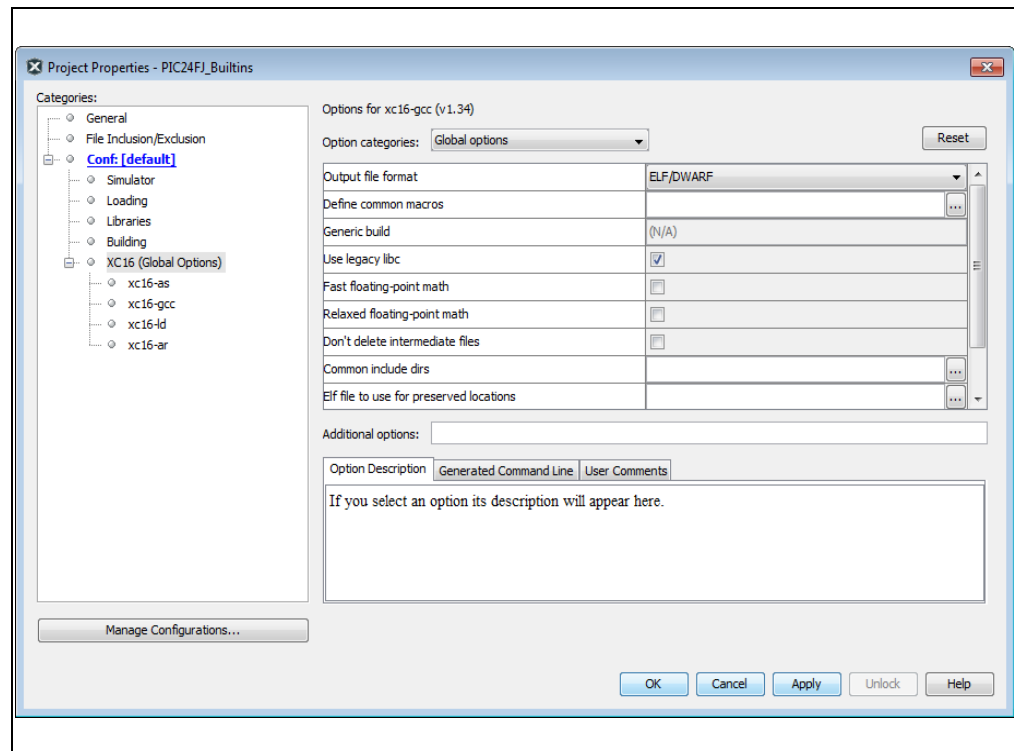 Project Properties - PIC24FJ_Builtins
Categories:
General
File Inclusion/Exclusion
Conf: [default]
Simulator
Loading
Libraries
Building
XC16 (Global Options)
xc16-as
xc16-gcc
xc16-ld
xc16-ar
Manage Configurations...
Options for xc16-gcc (v1.34)
Option categories: Global options Reset
Output file format ELF/DWARF
Define common macros ...
Generic build (N/A)
Use legacy libc
Fast floating-point math
Relaxed floating-point math
Don't delete intermediate files
Common include dirs ...
Elf file to use for preserved locations ...
Additional options:
Option Description Generated Command Line User Comments
If you select an option its description will appear here.
OK Cancel Apply Unlock Help